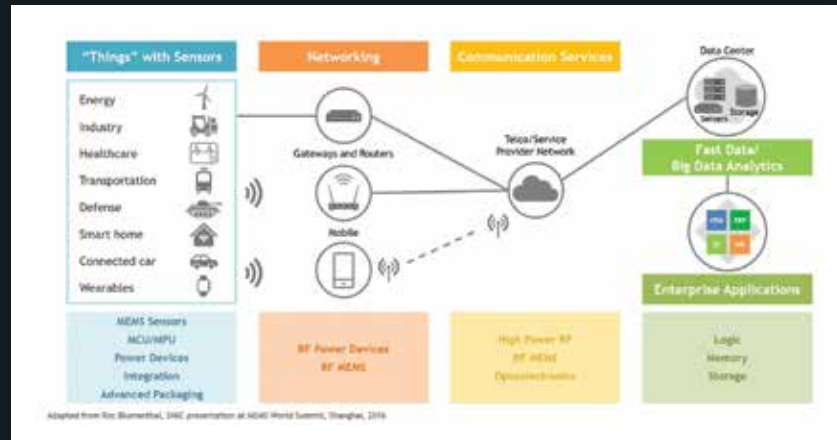 "Things" with Sensors
Networking
Communication Services
Data Center
Energy
Industry
Healthcare
Transportation
Defense
Smart home
Connected car
Wearables
Gateways and Routers
Mobile
Telco/Service
Provider Network
Servers
Storage
Fast Data/
Big Data Analytics
Enterprise Applications
MEMS Sensors
MCU/MPU
Power Devices
Integration
Advanced Packaging
RF Power Devices
RF MEMS
High Power RF
RF MEMS
Optoelectronics
Logic
Memory
Storage
Adapted from Roc Blumenthal, SMIC presentation at MEMS World Summit, Shanghai, 2016